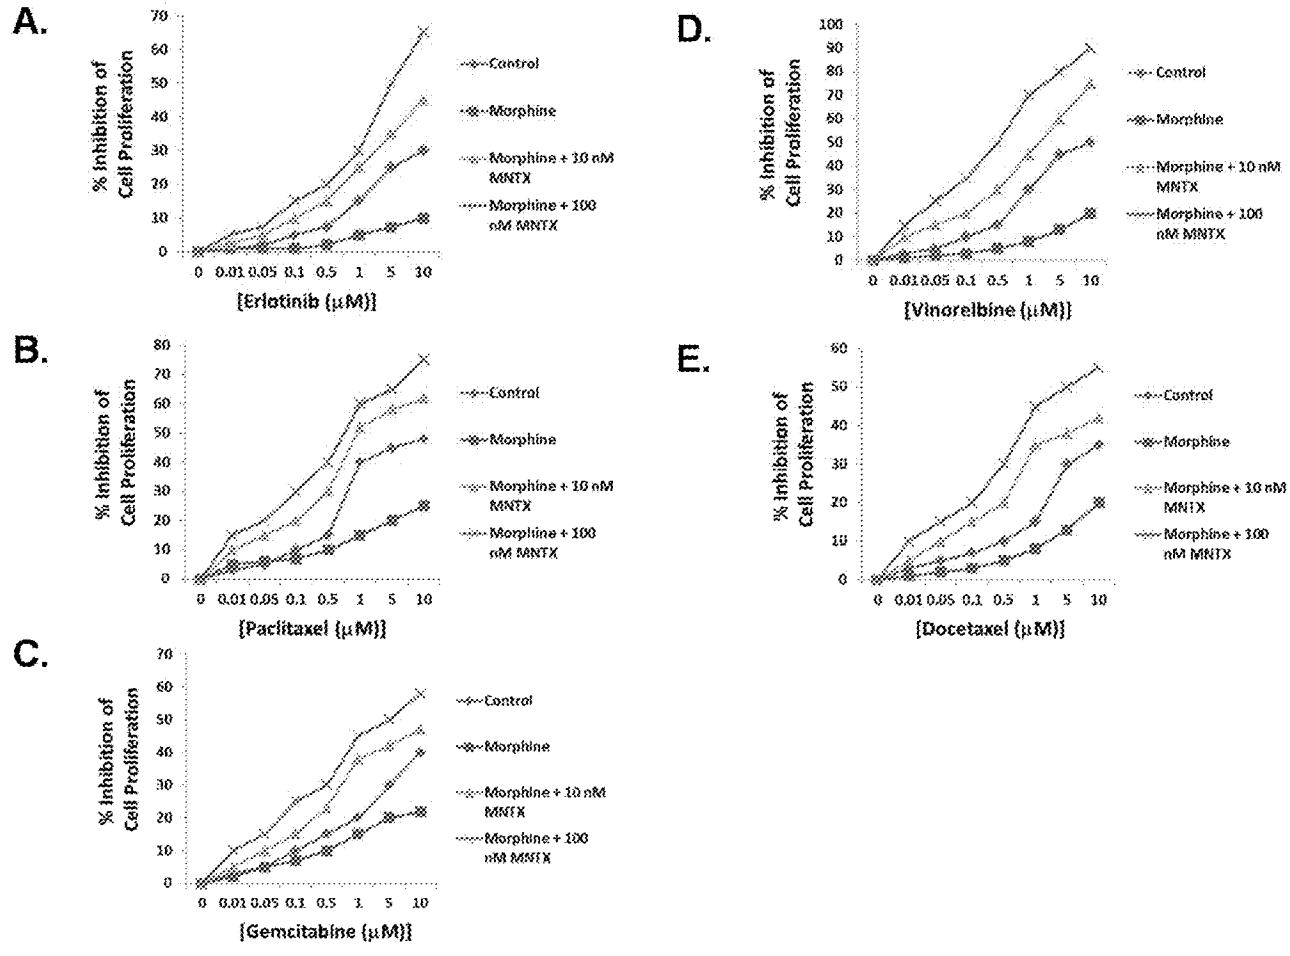 A.
% Inhibition of
Cell Proliferation
70
60
50
40
30
20
10
0
0 0.01 0.05 0.1 0.5 1 5 10
[Erlotinib (μM)]
Control
Morphine
Morphine + 10 nM
MNTX
Morphine + 100
nM MNTX
B.
% Inhibition of
Cell Proliferation
80
70
60
50
40
30
20
10
0
0 0.01 0.05 0.1 0.5 1 5 10
[Paclitaxel (μM)]
Control
Morphine
Morphine + 10 nM
MNTX
Morphine + 100
nM MNTX
C.
% Inhibition of
Cell Proliferation
70
60
50
40
30
20
10
0
0 0.01 0.05 0.1 0.5 1 5 10
[Gemcitabine (μM)]
Control
Morphine
Morphine + 10 nM
MNTX
Morphine + 100
nM MNTX
D.
% Inhibition of
Cell Proliferation
100
90
80
70
60
50
40
30
20
10
0
0 0.01 0.05 0.1 0.5 1 5 10
[Vinorelbine (μM)]
Control
Morphine
Morphine + 10 nM
MNTX
Morphine + 100
nM MNTX
E.
% Inhibition of
Cell Proliferation
60
50
40
30
20
10
0
0 0.01 0.05 0.1 0.5 1 5 10
[Docetaxel (μM)]
Control
Morphine
Morphine + 10 nM
MNTX
Morphine + 100
nM MNTX